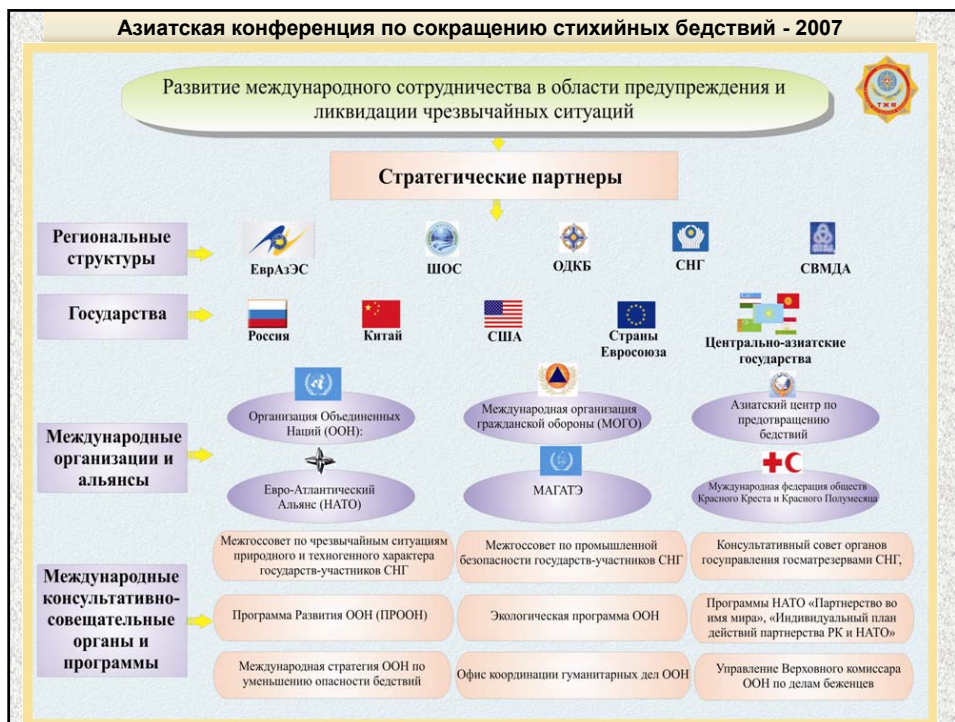 Азиатская конференция по сокращению стихийных бедствий - 2007
Развитие международного сотрудничества в области предупреждения и
ликвидации чрезвычайных ситуаций
ТЖМ
Стратегические партнеры
Региональные
структуры
ЕврАзЭС
ШОС
ОДКБ
СНГ
СВМДА
Государства
Россия
Китай
США
Страны
Евросоюза
Центрально-азиатские
государства
Международные
организации и
альянсы
Организация Объединенных
Наций (ООН):
Международная организация
гражданской обороны (МОГО)
Азиатский центр по
предотвращению
бедствий
Евро-Атлантический
Альянс (НАТО)
МАГАТЭ
Муждународная федерация обществ
Красного Креста и Красного Полумесяца
Международные
консультативно-
совещательные
органы и
программы
Межгоссовет по чрезвычайным ситуациям
природного и техногенного характера
государств-участников СНГ
Межгоссовет по промышленной
безопасности государств-участников СНГ
Консультативный совет органов
госуправления госматрезервами СНГ,
Программа Развития ООН (ПРООН)
Экологическая программа ООН
Программы НАТО «Партнерство во
имя мира», «Индивидуальный план
действий партнерства РК и НАТО»
Международная стратегия ООН по
уменьшению опасности бедствий
Офис координации гуманитарных дел ООН
Управление Верховного комиссара
ООН по делам беженцев